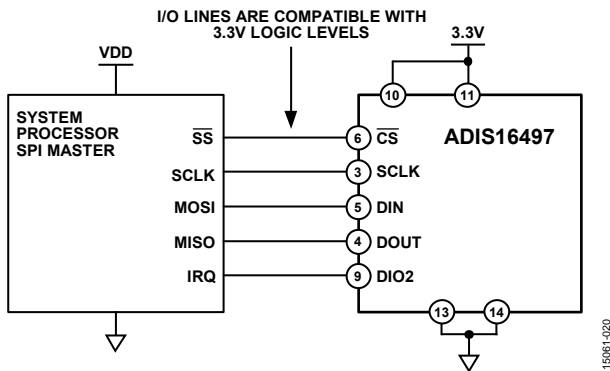 I/O LINES ARE COMPATIBLE WITH
3.3V LOGIC LEVELS
VDD
3.3V
SYSTEM
PROCESSOR
SPI MASTER
10
11
ADIS16497
SS
6
CS
SCLK
3
SCLK
MOSI
5
DIN
MISO
4
DOUT
IRQ
9
DIO2
13
14
15061-020